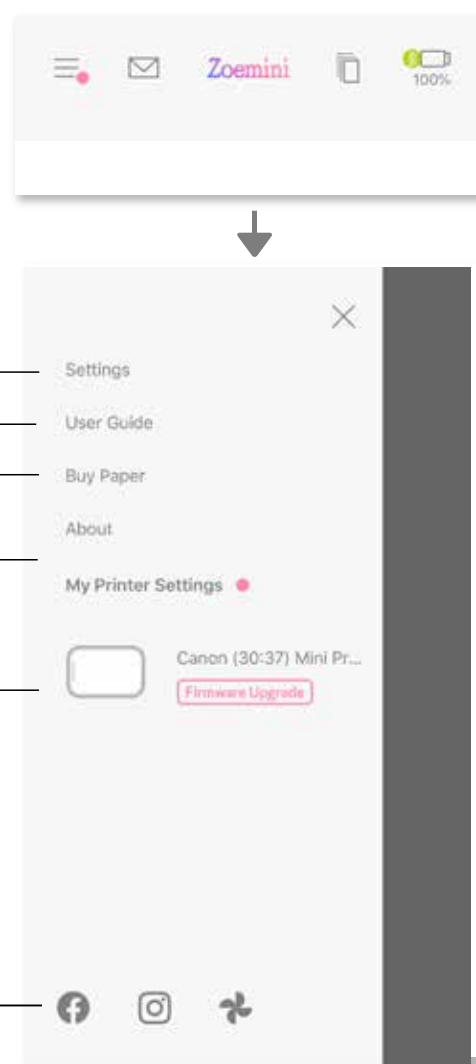 Zoemini
100%
Settings
User Guide
Buy Paper
About
My Printer Settings
Canon (30:37) Mini Pr...
Firmware Upgrade